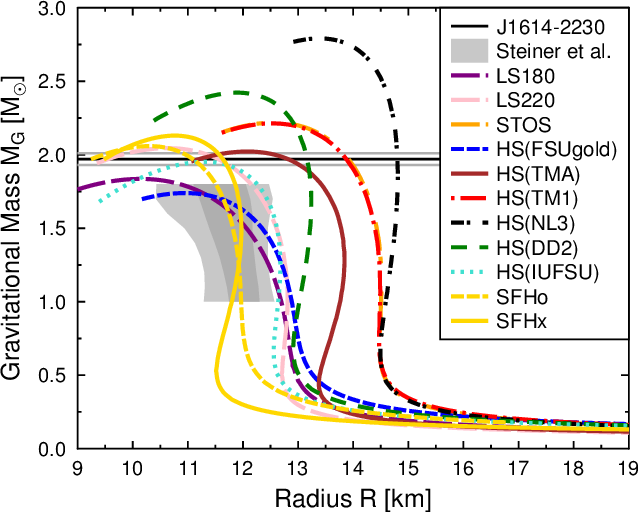 Gravitational Mass M_G [M_⊙]
3.0
2.5
2.0
1.5
1.0
0.5
0.0
9 10 11 12 13 14 15 16 17 18 19
Radius R [km]
J1614-2230
Steiner et al.
LS180
LS220
STOS
HS(FSUgold)
HS(TMA)
HS(TM1)
HS(NL3)
HS(DD2)
HS(IUFSU)
SFHo
SFHx